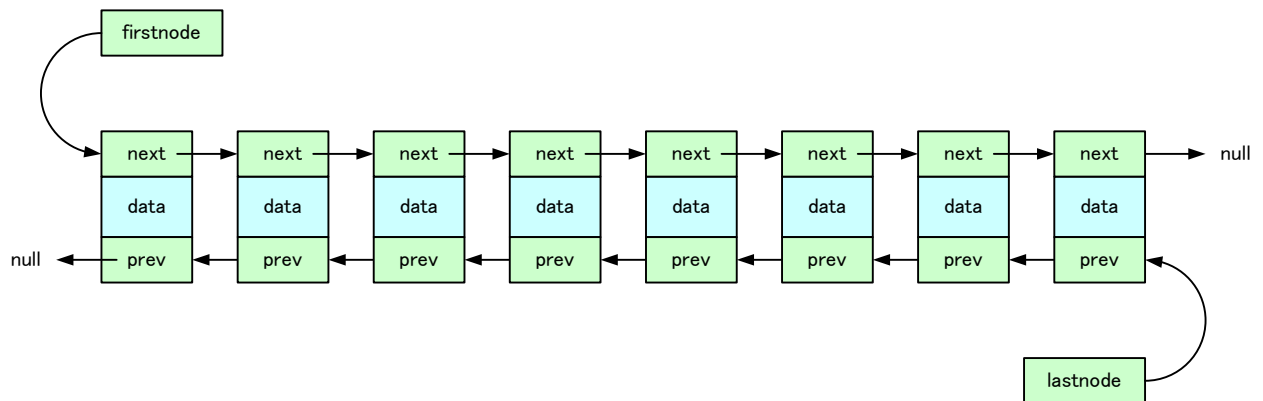 firstnode
next next next next next next next next null
data data data data data data data data
null prev prev prev prev prev prev prev prev
lastnode